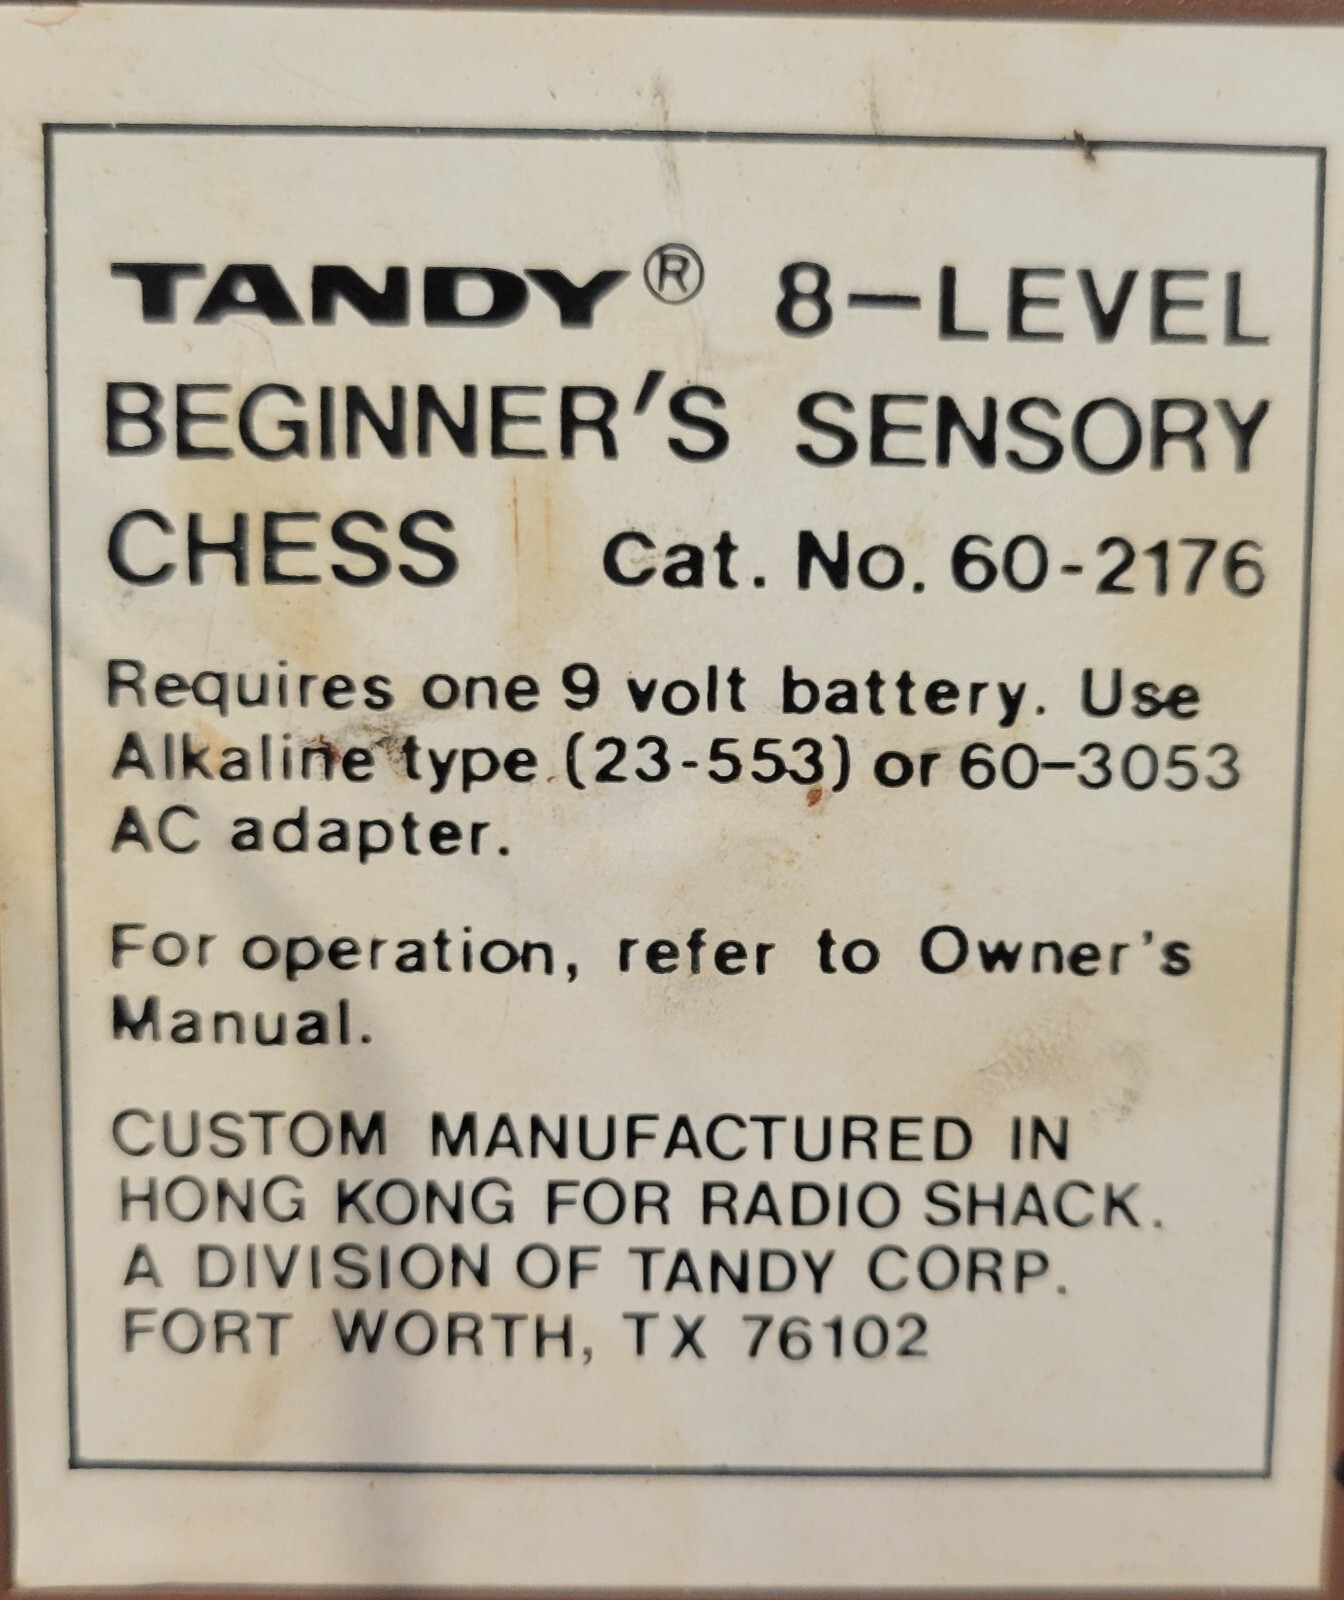 TANDY® 8-LEVEL
BEGINNER'S SENSORY
CHESS Cat. No. 60-2176
Requires one 9 volt battery. Use
Alkaline type (23-553) or 60-3053
AC adapter.
For operation, refer to Owner's
Manual.
CUSTOM MANUFACTURED IN
HONG KONG FOR RADIO SHACK.
A DIVISION OF TANDY CORP.
FORT WORTH, TX 76102